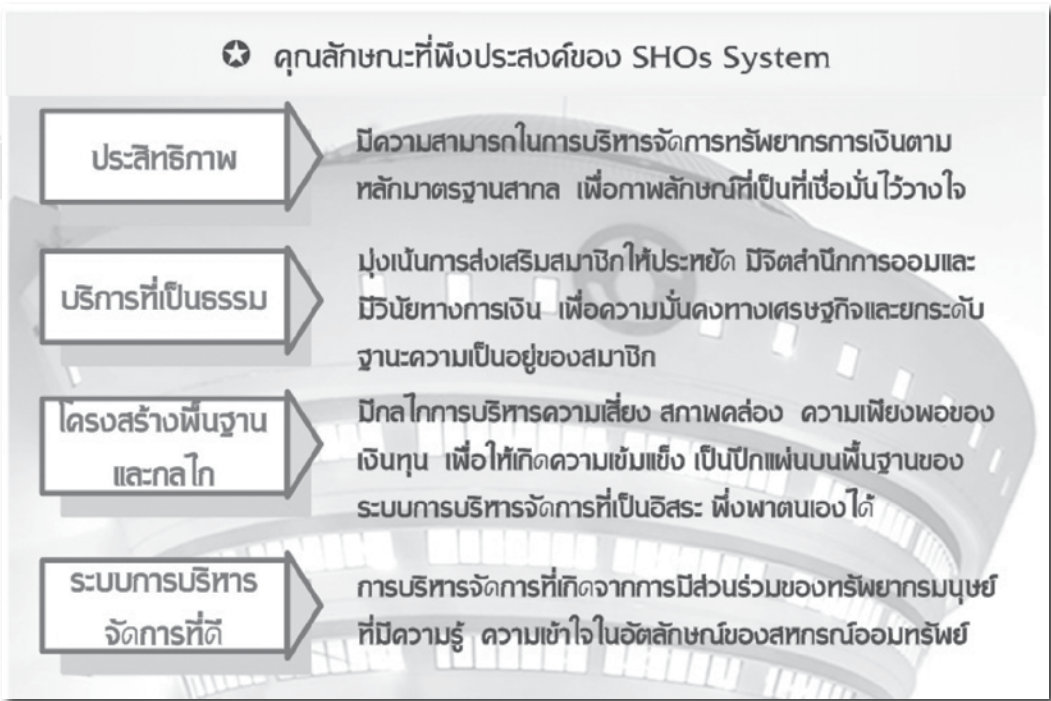 ✪ คุณลักษณะที่พึงประสงค์ของ SHOs System
ประสิทธิภาพ
มีความสามารถในการบริหารจัดการทรัพยากรการเงินตาม
หลักมาตรฐานสากล เพื่อภาพลักษณ์ที่เป็นที่เชื่อมั่นไว้วางใจ
บริการที่เป็นธรรม
มุ่งเน้นการส่งเสริมสมาชิกให้ประหยัด มีจิตสำนึกการออมและ
มีวินัยทางการเงิน เพื่อความมั่นคงทางเศรษฐกิจและยกระดับ
ฐานะความเป็นอยู่ของสมาชิก
โครงสร้างพื้นฐาน
และกลไก
มีกลไกการบริหารความเสี่ยง สภาพคล่อง ความเพียงพอของ
เงินทุน เพื่อให้เกิดความเข้มแข็ง เป็นปึกแผ่นบนพื้นฐานของ
ระบบการบริหารจัดการที่เป็นอิสระ พึ่งพาตนเองได้
ระบบการบริหาร
จัดการที่ดี
การบริหารจัดการที่เกิดจากการมีส่วนร่วมของทรัพยากรมนุษย์
ที่มีความรู้ ความเข้าใจในอัตลักษณ์ของสหกรณ์ออมทรัพย์